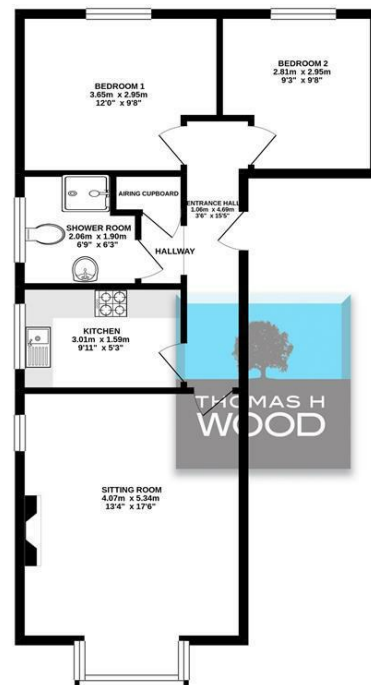 BEDROOM 1
3.65m x 2.95m
12'0" x 9'8"
BEDROOM 2
2.81m x 2.95m
9'3" x 9'8"
AIRING CUPBOARD
ENTRANCE HALL
1.06m x 4.69m
3'6" x 15'5"
SHOWER ROOM
2.06m x 1.90m
6'9" x 6'3"
HALLWAY
KITCHEN
3.01m x 1.59m
9'11" x 5'3"
THOMAS H
WOOD
SITTING ROOM
4.07m x 5.34m
13'4" x 17'6"